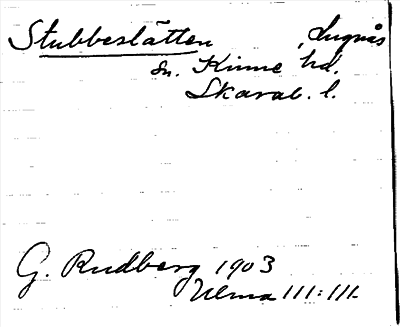 Stubbeslätten, Lugnås
sn. Kinne hd.
Skarab. l.
G. Rudberg 1903
Ulma 111:111.